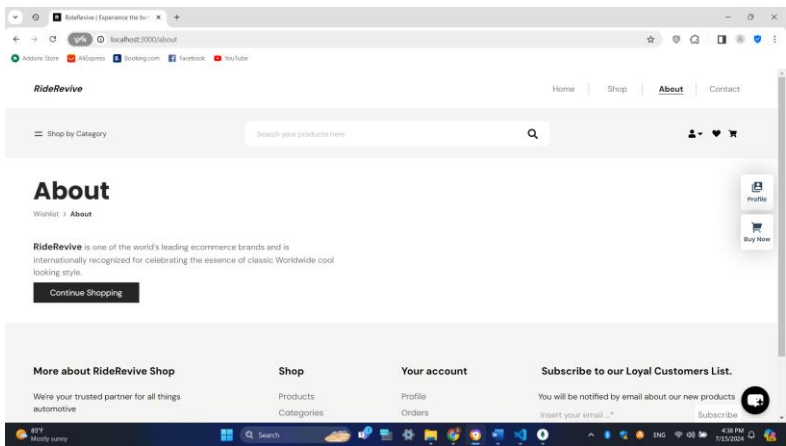 RideRevive | Experience the be
localhost:3000/about
Addons Store AliExpress Booking.com Facebook YouTube
RideRevive
Home Shop About Contact
Shop by Category
Search your products here
About
Wishlist > About
Profile
Buy Now
RideRevive is one of the world's leading ecommerce brands and is
internationally recognized for celebrating the essence of classic Worldwide cool
looking style.
Continue Shopping
More about RideRevive Shop
We're your trusted partner for all things
automotive
Shop
Products
Categories
Your account
Profile
Orders
Subscribe to our Loyal Customers List.
You will be notified by email about our new products
Insert your email ...*
Subscribe
85°F
Mostly sunny
Search
ENG
4:38 PM
7/15/2024